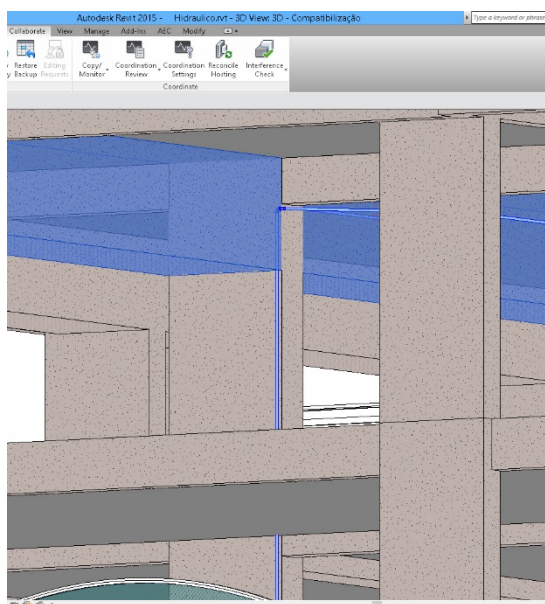 Autodesk Revit 2015 - Hidraulico.rvt - 3D View: 3D - Compatibilização
Type a keyword or phrase
Collaborate View Manage Add-Ins AEC Modify
Restore Editing Copy/ Coordination Coordination Reconcile Interference
y Backup Requests Monitor Review Settings Hosting Check
Coordinate